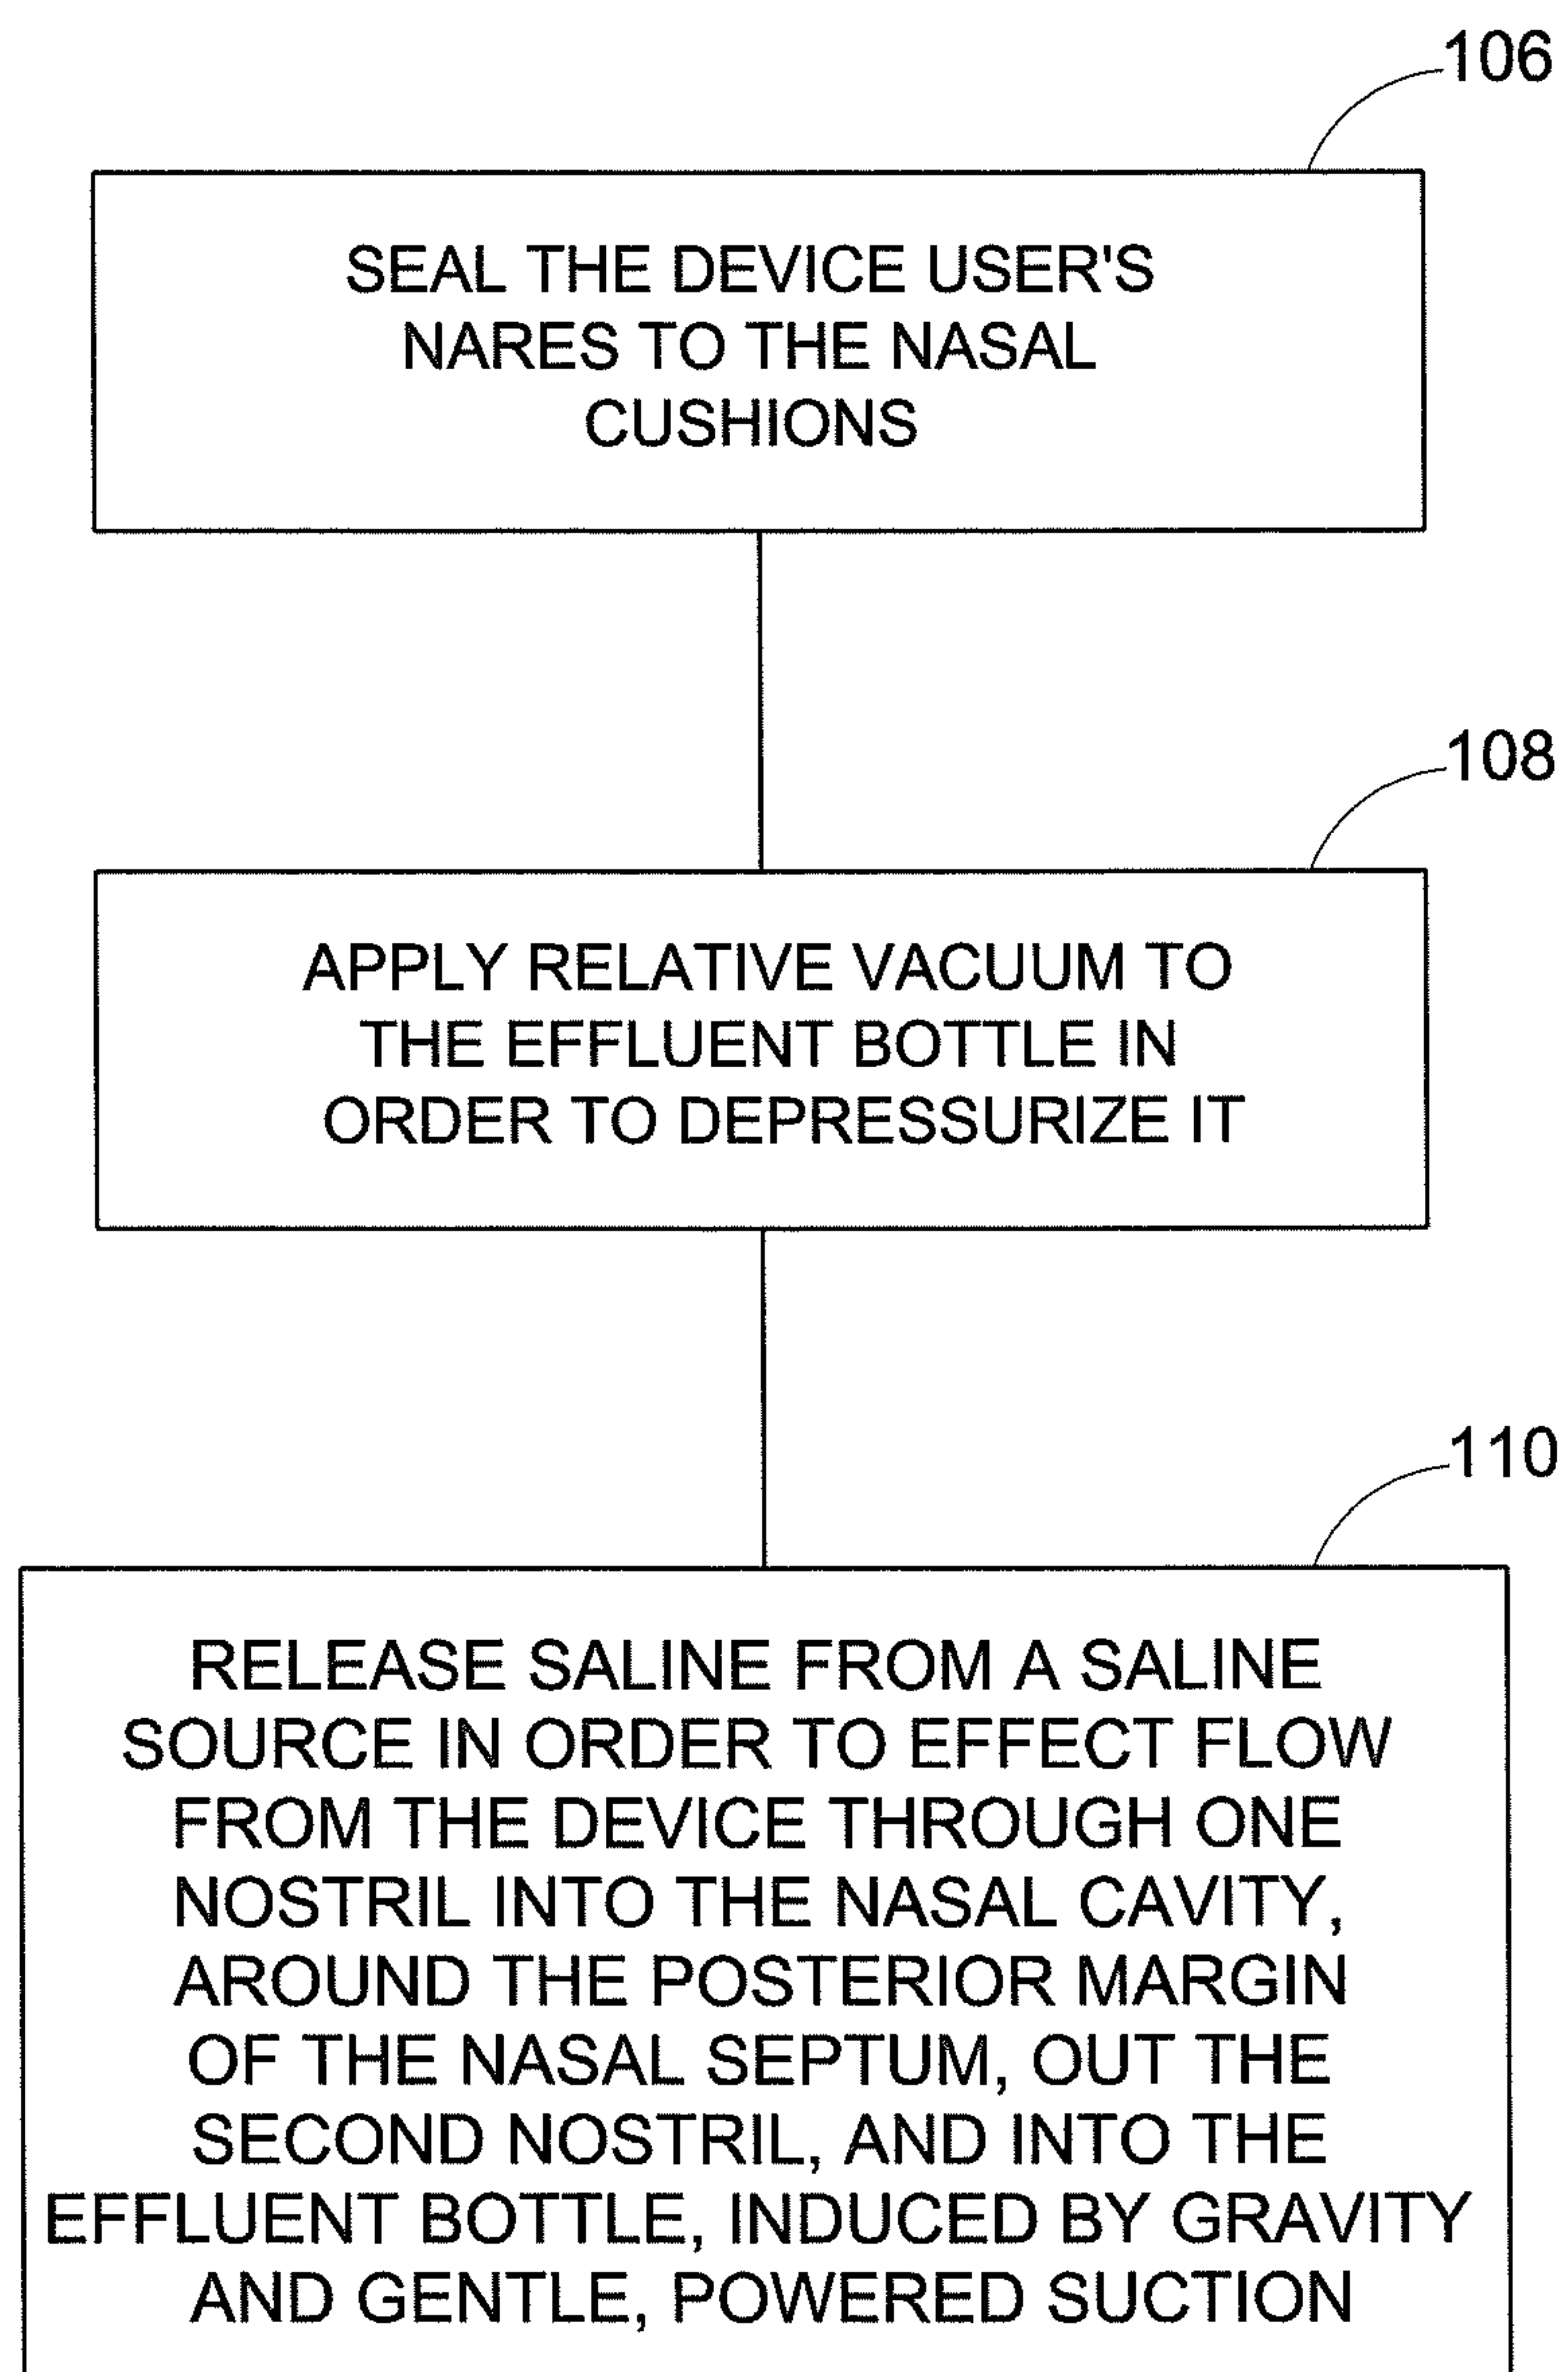 106
SEAL THE DEVICE USER'S
NARES TO THE NASAL
CUSHIONS
108
APPLY RELATIVE VACUUM TO
THE EFFLUENT BOTTLE IN
ORDER TO DEPRESSURIZE IT
110
RELEASE SALINE FROM A SALINE
SOURCE IN ORDER TO EFFECT FLOW
FROM THE DEVICE THROUGH ONE
NOSTRIL INTO THE NASAL CAVITY,
AROUND THE POSTERIOR MARGIN
OF THE NASAL SEPTUM, OUT THE
SECOND NOSTRIL, AND INTO THE
EFFLUENT BOTTLE, INDUCED BY GRAVITY
AND GENTLE, POWERED SUCTION